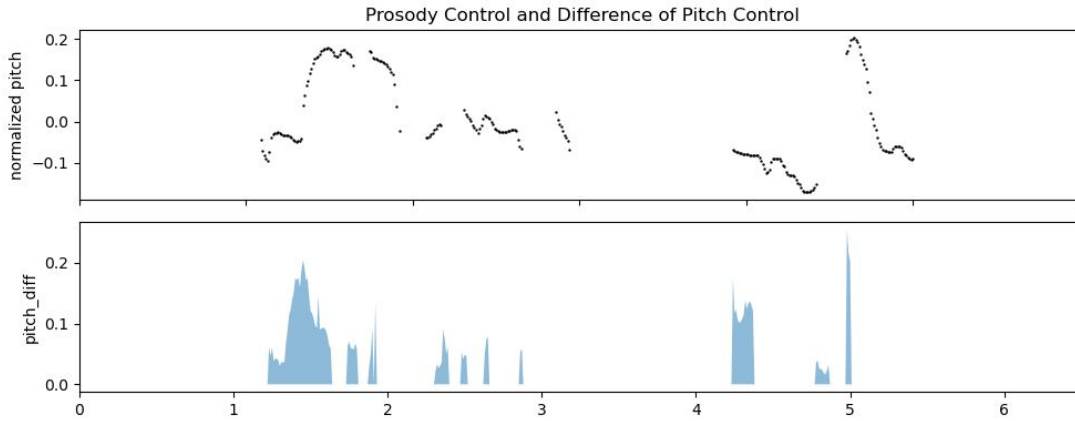 Prosody Control and Difference of Pitch Control
normalized pitch
0.2
0.1
0.0
−0.1
pitch_diff
0.2
0.1
0.0
0 1 2 3 4 5 6